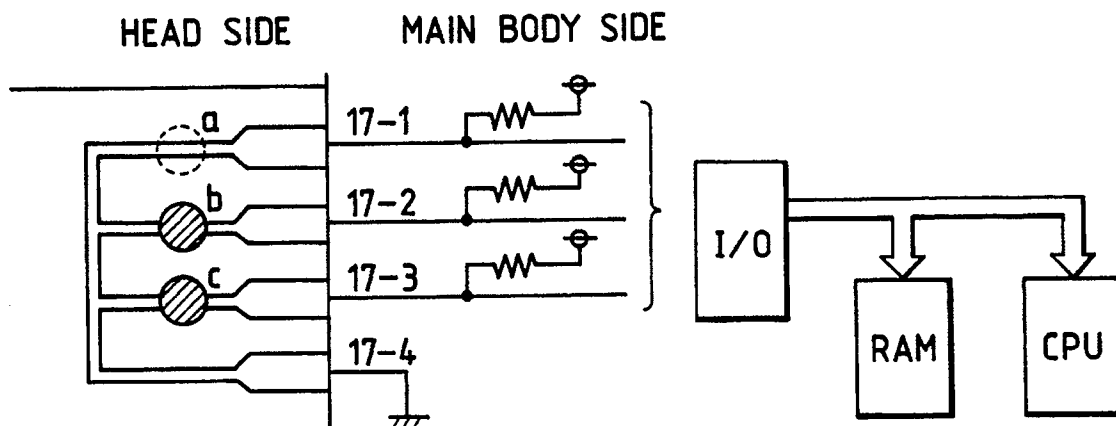 HEAD SIDE
MAIN BODY SIDE
a
17-1
b
17-2
c
17-3
17-4
I/O
RAM
CPU